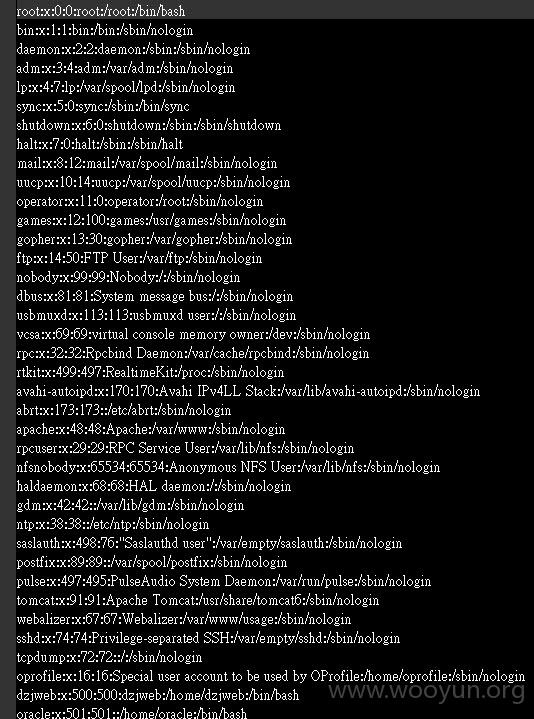 root:x:0:0:root:/root:/bin/bash
bin:x:1:1:bin:/bin:/sbin/nologin
daemon:x:2:2:daemon:/sbin:/sbin/nologin
adm:x:3:4:adm:/var/adm:/sbin/nologin
lp:x:4:7:lp:/var/spool/lpd:/sbin/nologin
sync:x:5:0:sync:/sbin:/bin/sync
shutdown:x:6:0:shutdown:/sbin:/sbin/shutdown
halt:x:7:0:halt:/sbin:/sbin/halt
mail:x:8:12:mail:/var/spool/mail:/sbin/nologin
uucp:x:10:14:uucp:/var/spool/uucp:/sbin/nologin
operator:x:11:0:operator:/root:/sbin/nologin
games:x:12:100:games:/usr/games:/sbin/nologin
gopher:x:13:30:gopher:/var/gopher:/sbin/nologin
ftp:x:14:50:FTP User:/var/ftp:/sbin/nologin
nobody:x:99:99:Nobody:/:/sbin/nologin
dbus:x:81:81:System message bus:/:/sbin/nologin
usbmuxd:x:113:113:usbmuxd user:/:/sbin/nologin
vcsa:x:69:69:virtual console memory owner:/dev:/sbin/nologin
rpc:x:32:32:Rpcbind Daemon:/var/cache/rpcbind:/sbin/nologin
rtkit:x:499:497:RealtimeKit:/proc:/sbin/nologin
avahi-autoipd:x:170:170:Avahi IPv4LL Stack:/var/lib/avahi-autoipd:/sbin/nologin
abrt:x:173:173::/etc/abrt:/sbin/nologin
apache:x:48:48:Apache:/var/www:/sbin/nologin
rpcuser:x:29:29:RPC Service User:/var/lib/nfs:/sbin/nologin
nfsnobody:x:65534:65534:Anonymous NFS User:/var/lib/nfs:/sbin/nologin
haldaemon:x:68:68:HAL daemon:/:/sbin/nologin
gdm:x:42:42::/var/lib/gdm:/sbin/nologin
ntp:x:38:38::/etc/ntp:/sbin/nologin
saslauth:x:498:76:"Saslauthd user":/var/empty/saslauth:/sbin/nologin
postfix:x:89:89::/var/spool/postfix:/sbin/nologin
pulse:x:497:495:PulseAudio System Daemon:/var/run/pulse:/sbin/nologin
tomcat:x:91:91:Apache Tomcat:/usr/share/tomcat6:/sbin/nologin
webalizer:x:67:67:Webalizer:/var/www/usage:/sbin/nologin
sshd:x:74:74:Privilege-separated SSH:/var/empty/sshd:/sbin/nologin
tcpdump:x:72:72::/:/sbin/nologin
oprofile:x:16:16:Special user account to be used by OProfile:/home/oprofile:/sbin/nologin
dzjweb:x:500:500:dzjweb:/home/dzjweb:/bin/bash
www.wooyun.org
oracle:x:501:501::/home/oracle:/bin/bash